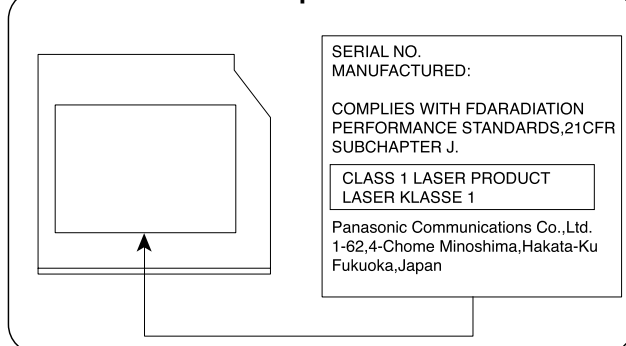 SERIAL NO.
MANUFACTURED:
COMPLIES WITH FDARADIATION
PERFORMANCE STANDARDS,21CFR
SUBCHAPTER J.
CLASS 1 LASER PRODUCT
LASER KLASSE 1
Panasonic Communications Co.,Ltd.
1-62,4-Chome Minoshima,Hakata-Ku
Fukuoka,Japan